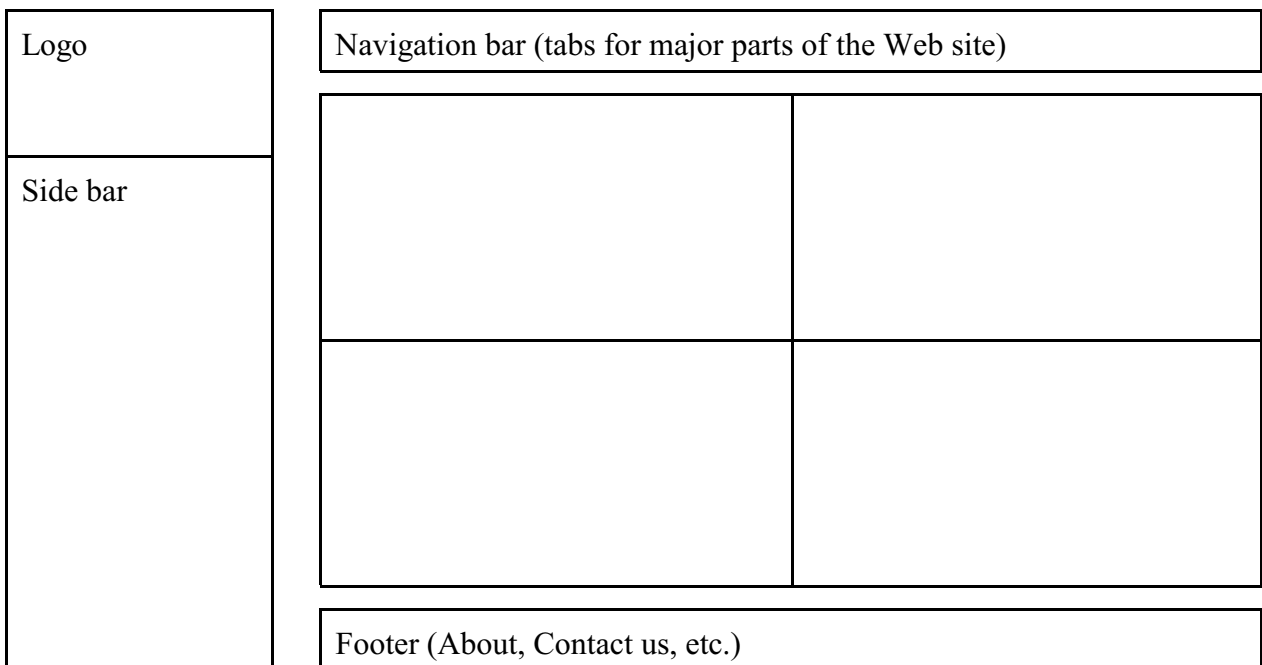 Logo
Navigation bar (tabs for major parts of the Web site)
Side bar
Footer (About, Contact us, etc.)